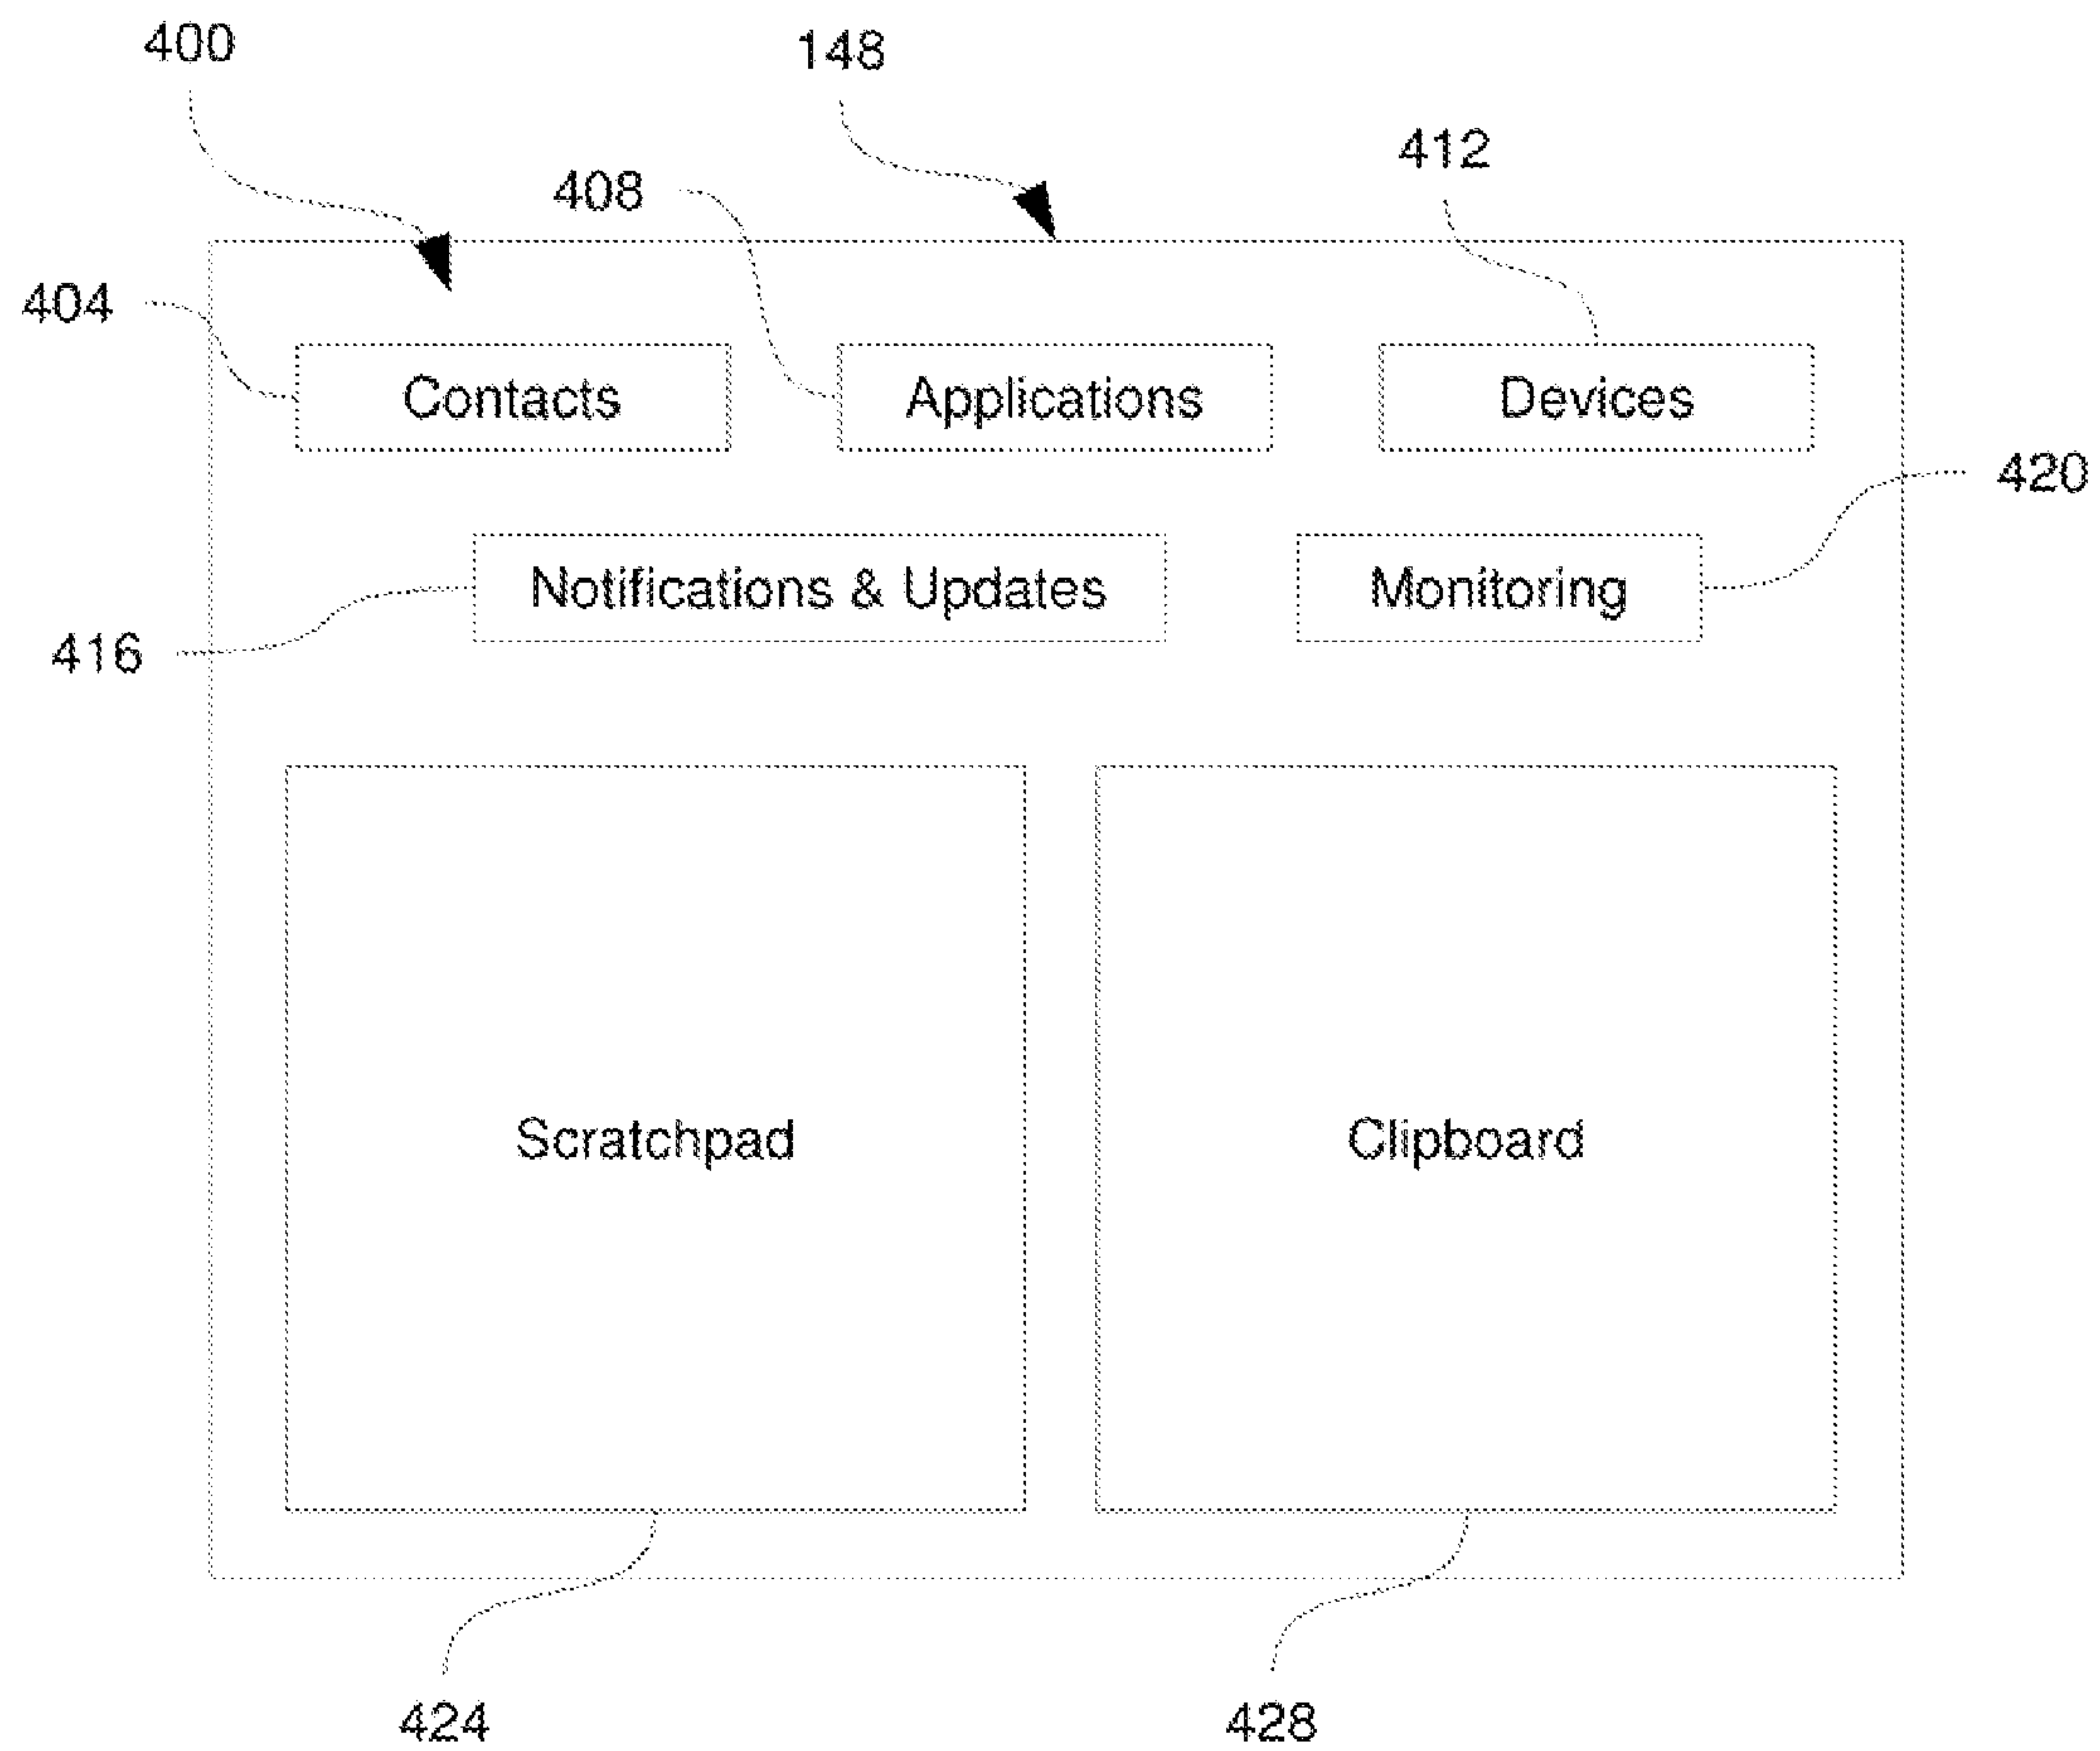 400
148
412
408
404
Contacts
Applications
Devices
420
Notifications & Updates
Monitoring
416
Scratchpad
Clipboard
424
428